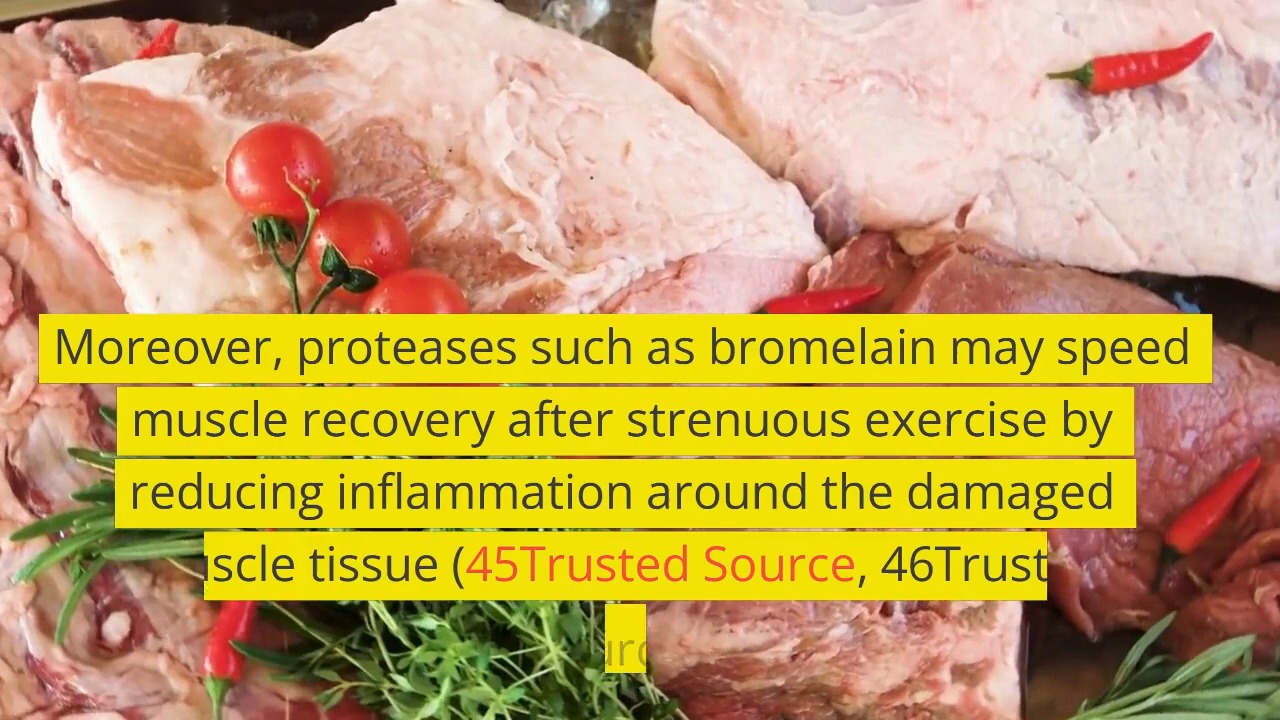 Moreover, proteases such as bromelain may speed
muscle recovery after strenuous exercise by
reducing inflammation around the damaged
scle tissue (45Trusted Source, 46Trust